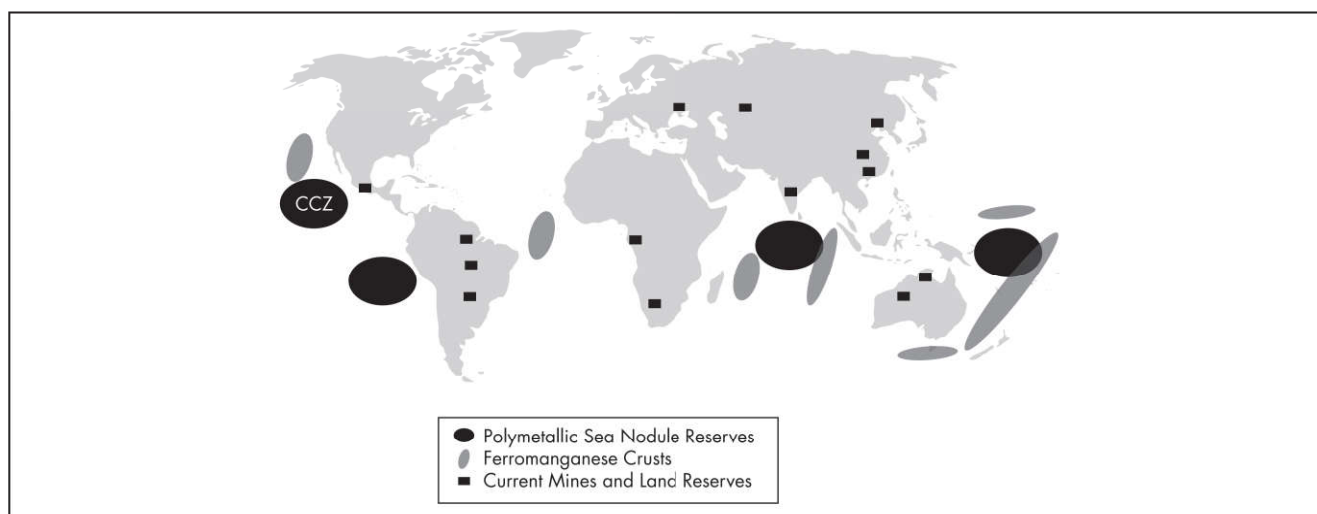 CCZ
Polymetallic Sea Nodule Reserves
Ferromanganese Crusts
Current Mines and Land Reserves